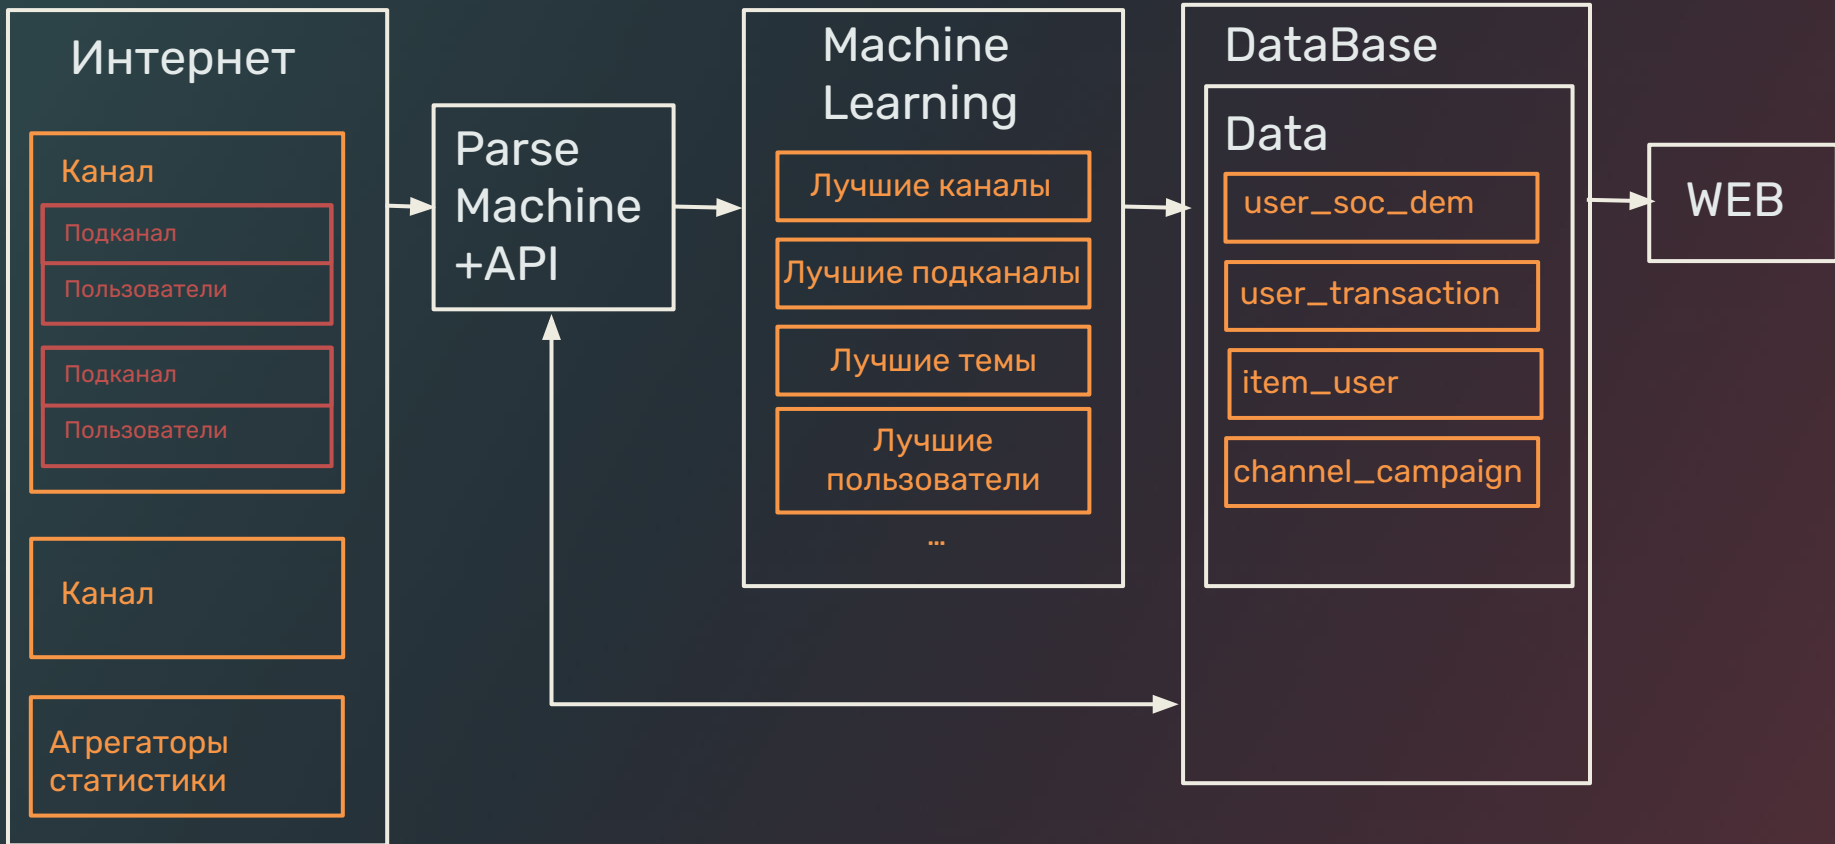 Интернет
Канал
Подканал
Пользователи
Подканал
Пользователи
Канал
Агрегаторы
статистики
Parse
Machine
+API
Machine
Learning
Лучшие каналы
Лучшие подканалы
Лучшие темы
Лучшие
пользователи
...
DataBase
Data
user_soc_dem
user_transaction
item_user
channel_campaign
WEB